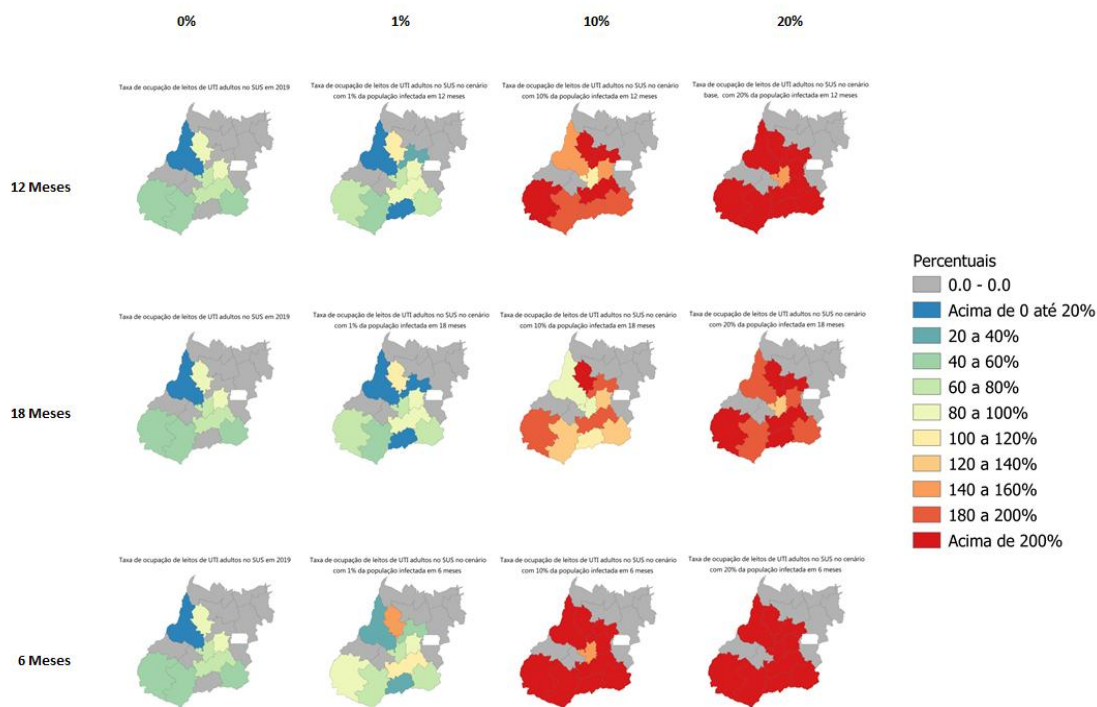 0%
1%
10%
20%
12 Meses
Taxa de ocupação de leitos de UTI adultos no SUS em 2019
Taxa de ocupação de leitos de UTI adultos no SUS no cenário
com 1% da população infectada em 12 meses
Taxa de ocupação de leitos de UTI adultos no SUS no cenário
com 10% da população infectada em 12 meses
Taxa de ocupação de leitos de UTI adultos no SUS no cenário
base, com 20% da população infectada em 12 meses
18 Meses
Taxa de ocupação de leitos de UTI adultos no SUS em 2019
Taxa de ocupação de leitos de UTI adultos no SUS no cenário
com 1% da população infectada em 18 meses
Taxa de ocupação de leitos de UTI adultos no SUS no cenário
com 10% da população infectada em 18 meses
Taxa de ocupação de leitos de UTI adultos no SUS no cenário
com 20% da população infectada em 18 meses
6 Meses
Taxa de ocupação de leitos de UTI adultos no SUS em 2019
Taxa de ocupação de leitos de UTI adultos no SUS no cenário
com 1% da população infectada em 6 meses
Taxa de ocupação de leitos de UTI adultos no SUS no cenário
com 10% da população infectada em 6 meses
Taxa de ocupação de leitos de UTI adultos no SUS no cenário
com 20% da população infectada em 6 meses
Percentuais
0.0 - 0.0
Acima de 0 até 20%
20 a 40%
40 a 60%
60 a 80%
80 a 100%
100 a 120%
120 a 140%
140 a 160%
180 a 200%
Acima de 200%